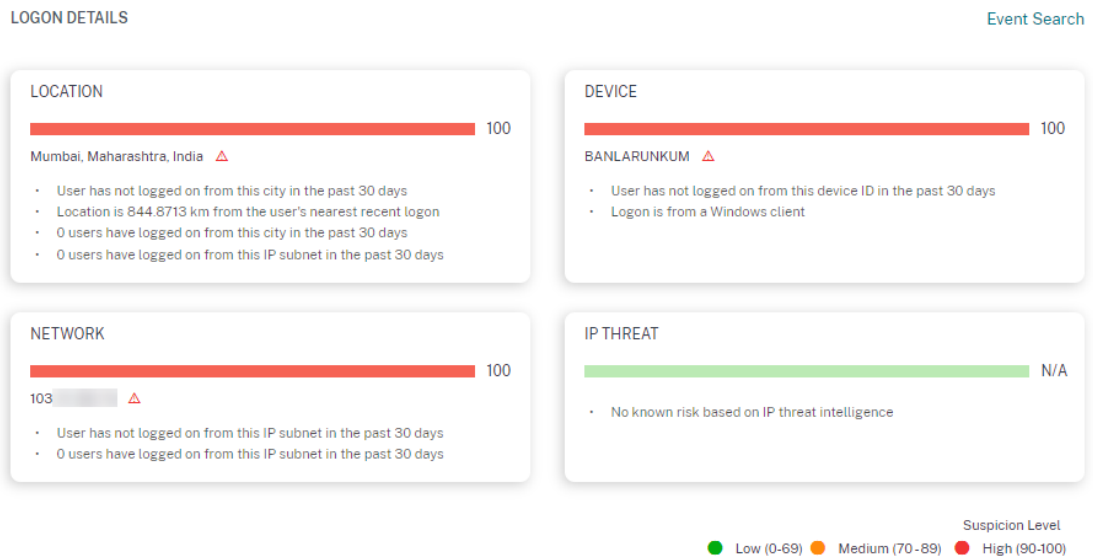 LOGON DETAILS
Event Search
LOCATION
100
Mumbai, Maharashtra, India
User has not logged on from this city in the past 30 days
Location is 844.8713 km from the user's nearest recent logon
0 users have logged on from this city in the past 30 days
0 users have logged on from this IP subnet in the past 30 days
DEVICE
100
BANLARUNKUM
User has not logged on from this device ID in the past 30 days
Logon is from a Windows client
NETWORK
100
103
User has not logged on from this IP subnet in the past 30 days
0 users have logged on from this IP subnet in the past 30 days
IP THREAT
N/A
No known risk based on IP threat intelligence
Suspicion Level
Low (0-69) Medium (70-89) High (90-100)